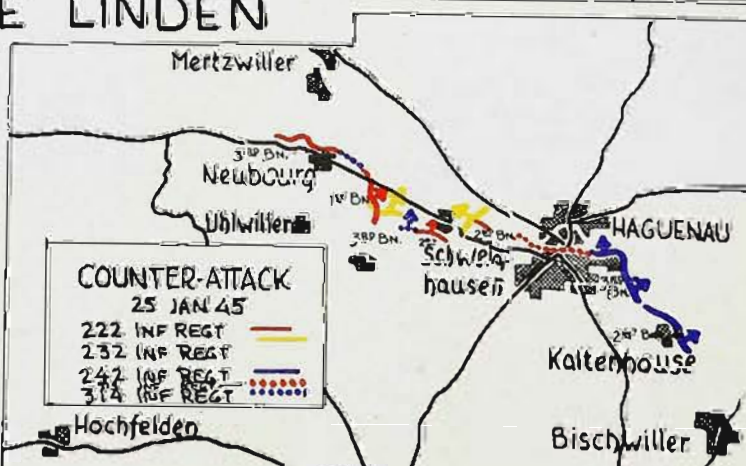 E LINDEN
Mertzwiller
3RD BN.
Neubourg
1ST BN.
Uhlwiller
3RD BN.
2ND BN.
HAGUENAU
Schweig-
hausen
3RD
BN.
COUNTER-ATTACK
25 JAN 45
222 INF REGT
232 INF REGT
242 INF REGT
314 INF REGT
Kaltenhouse
Hochfelden
Bischwiller